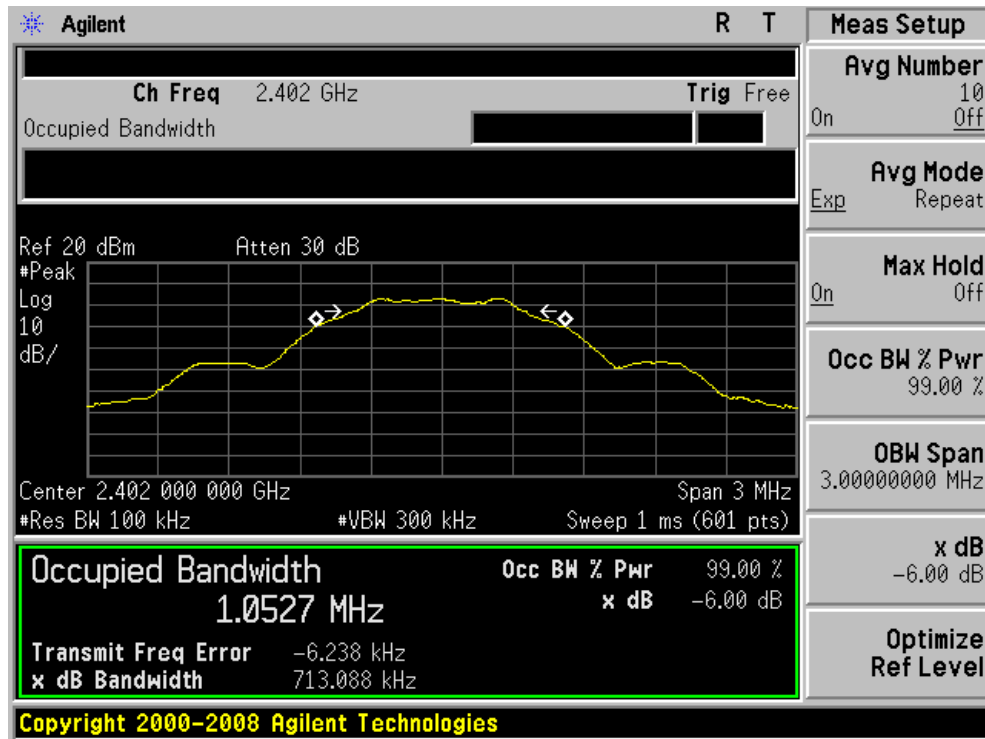 Agilent R T
Ch Freq 2.402 GHz Trig Free
Occupied Bandwidth
Ref 20 dBm Atten 30 dB
#Peak
Log
10
dB/
Center 2.402 000 000 GHz Span 3 MHz
#Res BW 100 kHz #VBW 300 kHz Sweep 1 ms (601 pts)
Occupied Bandwidth Occ BW % Pwr 99.00 %
1.0527 MHz x dB -6.00 dB
Transmit Freq Error -6.238 kHz
x dB Bandwidth 713.088 kHz
Copyright 2000-2008 Agilent Technologies
Meas Setup
Avg Number
10
On Off
Avg Mode
Exp Repeat
Max Hold
On Off
Occ BW % Pwr
99.00 %
OBW Span
3.00000000 MHz
x dB
-6.00 dB
Optimize
Ref Level